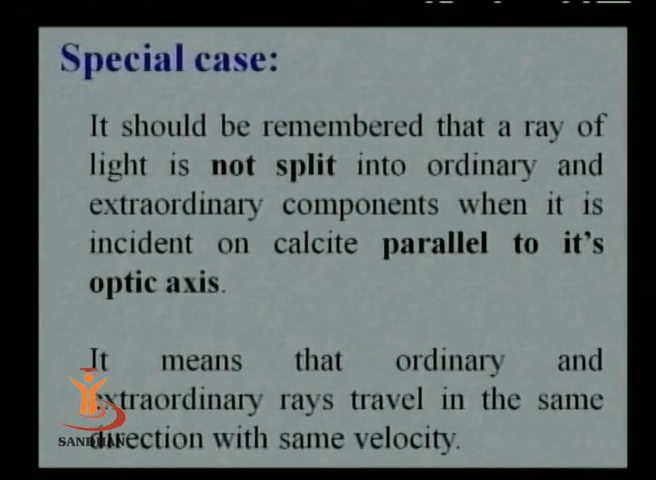 Special case:
It should be remembered that a ray of
light is not split into ordinary and
extraordinary components when it is
incident on calcite parallel to it's
optic axis.
It means that ordinary and
extraordinary rays travel in the same
direction with same velocity.
SANDHAN